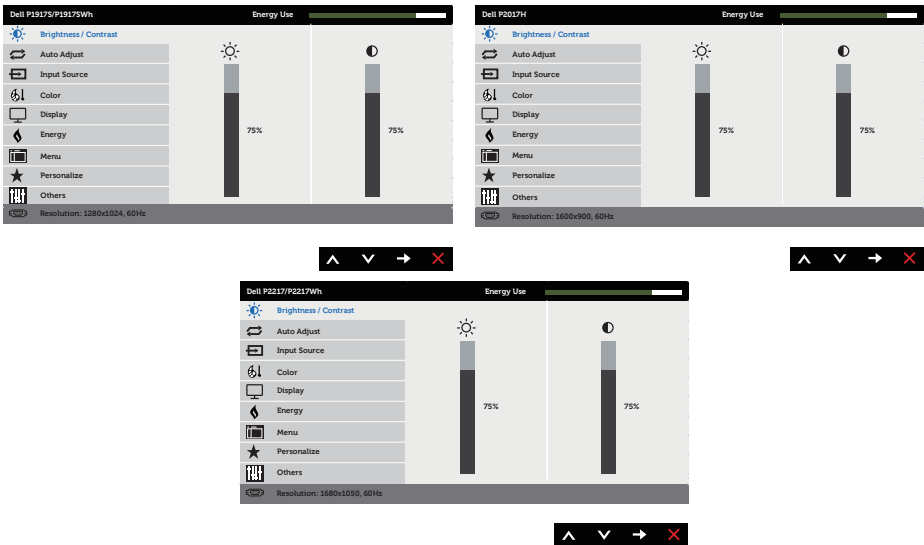 Dell P1917S/P1917SWh Energy Use
Brightness / Contrast
Auto Adjust
Input Source
Color
Display
Energy
Menu
Personalize
Others
75% 75%
Resolution: 1280x1024, 60Hz
Dell P2017H Energy Use
Brightness / Contrast
Auto Adjust
Input Source
Color
Display
Energy
Menu
Personalize
Others
75% 75%
Resolution: 1600x900, 60Hz
Dell P2217/P2217Wh Energy Use
Brightness / Contrast
Auto Adjust
Input Source
Color
Display
Energy
Menu
Personalize
Others
75% 75%
Resolution: 1680x1050, 60Hz